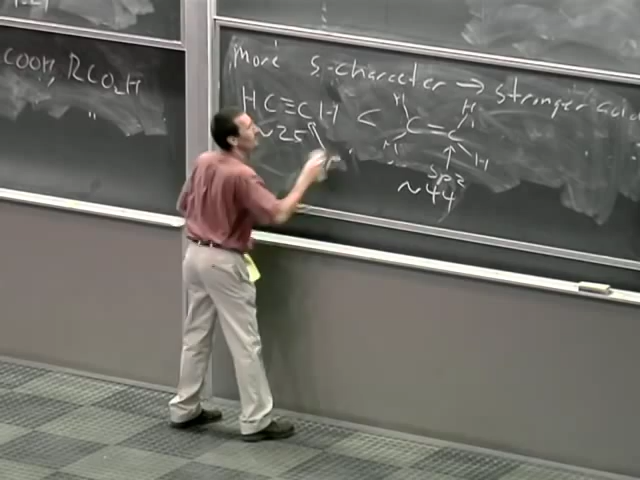 COOH, RCO₂H
more s-character → stronger acid
HC≡CH < H H C=C H H
~25
sp2
~44